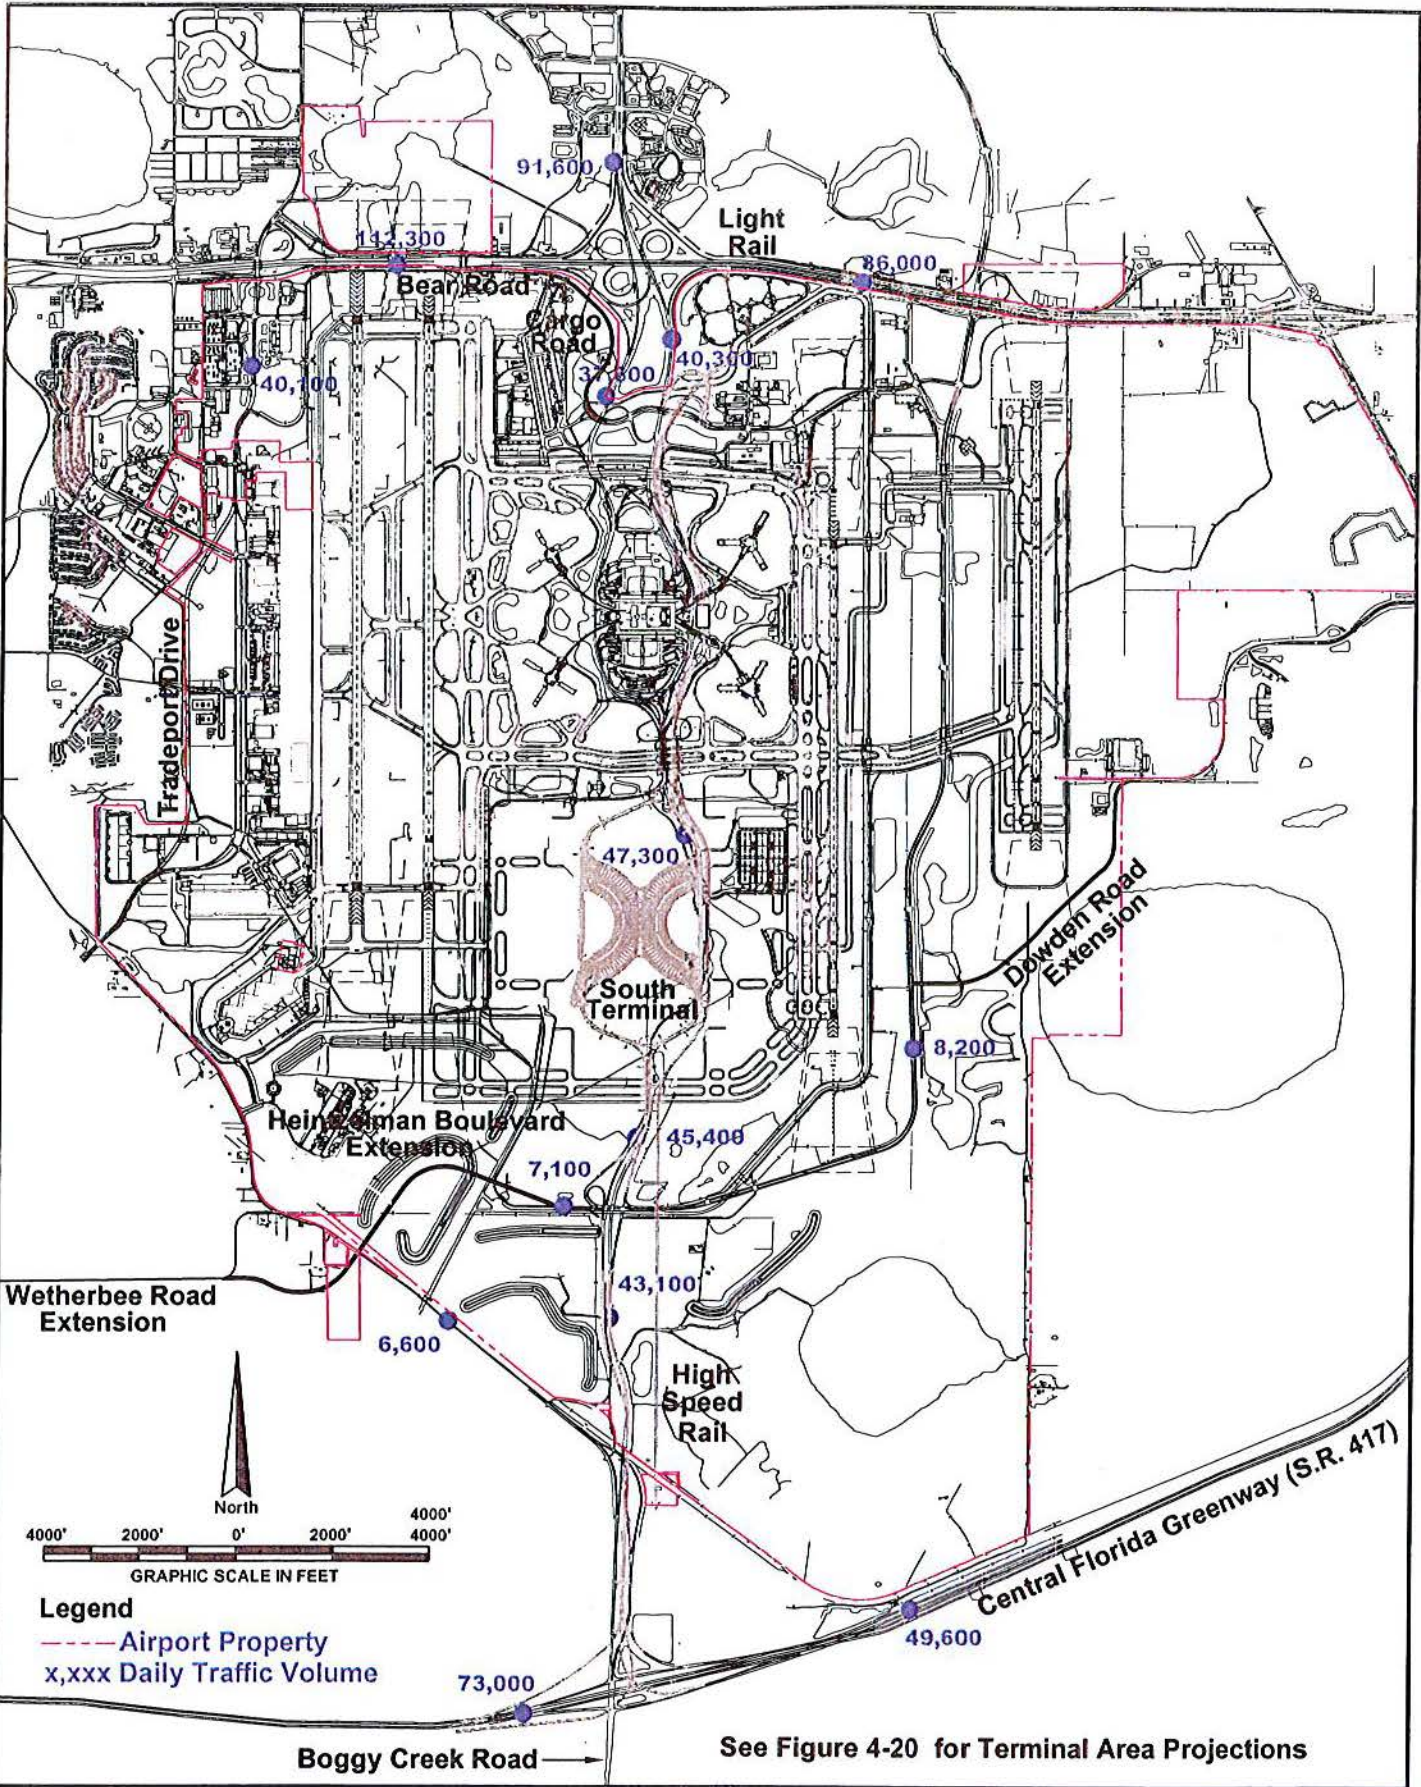 91,600
Light
Rail
112,300
86,000
Bear Road
Cargo
Road
40,300
40,100
Tradeport Drive
47,300
Dowden Road
Extension
South
Terminal
8,200
Boulevard
Extension
45,400
7,100
43,100
Wetherbee Road
Extension
6,600
High
Speed
Rail
North
4000'
4000' 2000' 0' 2000' 4000'
GRAPHIC SCALE IN FEET
Central Florida Greenway (S.R. 417)
Legend
Airport Property
x,xxx Daily Traffic Volume
49,600
73,000
Boggy Creek Road
See Figure 4-20 for Terminal Area Projections